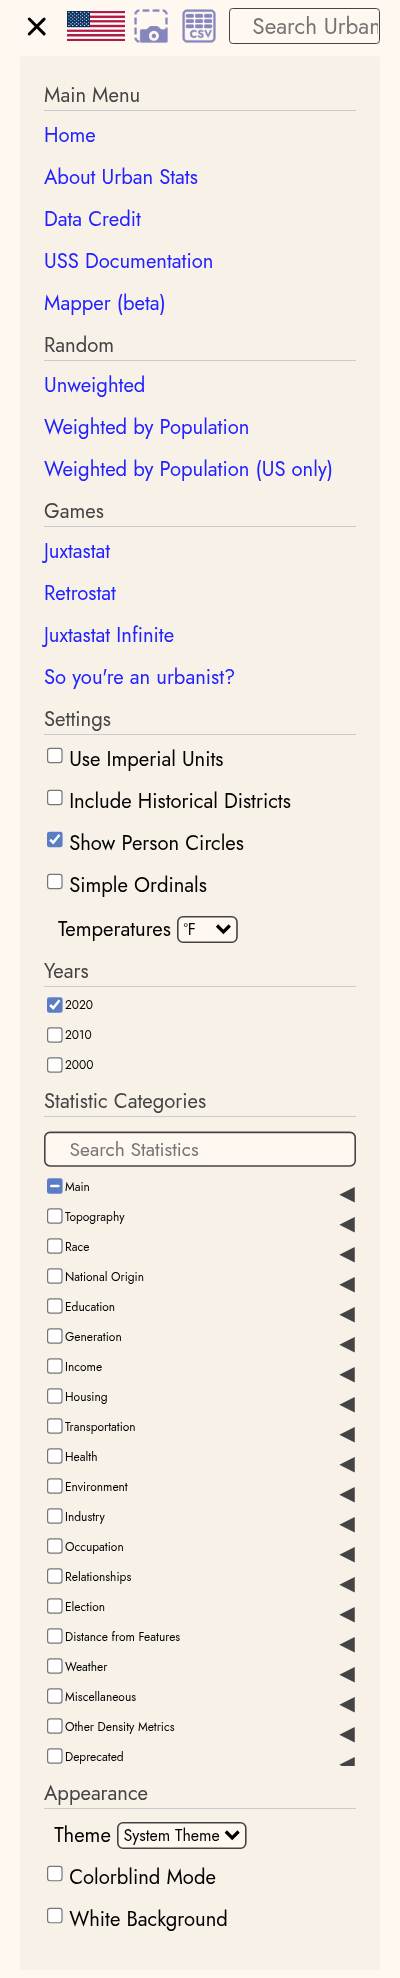 CSV
Search Urban
Main Menu
Home
About Urban Stats
Data Credit
USS Documentation
Mapper (beta)
Random
Unweighted
Weighted by Population
Weighted by Population (US only)
Games
Juxtastat
Retrostat
Juxtastat Infinite
So you're an urbanist?
Settings
Use Imperial Units
Include Historical Districts
Show Person Circles
Simple Ordinals
Temperatures °F
Years
2020
2010
2000
Statistic Categories
Search Statistics
Main
Topography
Race
National Origin
Education
Generation
Income
Housing
Transportation
Health
Environment
Industry
Occupation
Relationships
Election
Distance from Features
Weather
Miscellaneous
Other Density Metrics
Deprecated
Appearance
Theme System Theme
Colorblind Mode
White Background